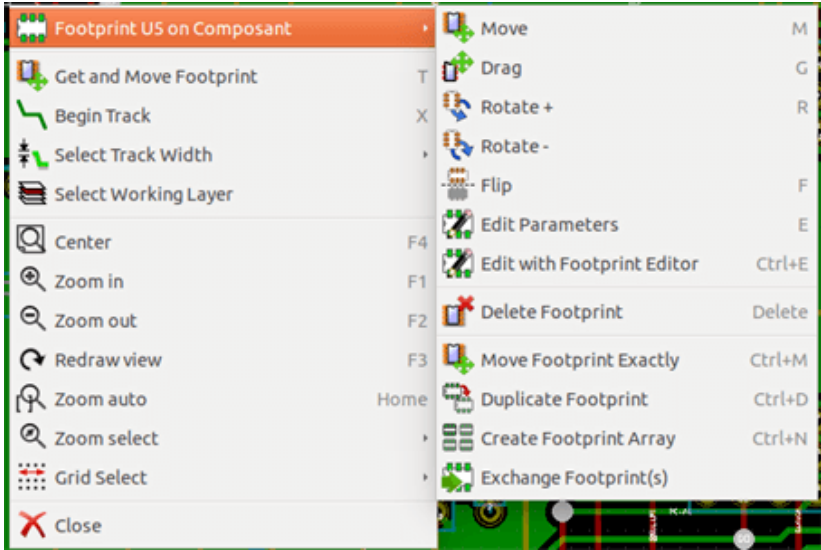 Footprint U5 on Composant
Get and Move Footprint T
Begin Track X
Select Track Width
Select Working Layer
Center F4
Zoom in F1
Zoom out F2
Redraw view F3
Zoom auto Home
Zoom select
Grid Select
Close
Move M
Drag G
Rotate + R
Rotate -
Flip F
Edit Parameters E
Edit with Footprint Editor Ctrl+E
Delete Footprint Delete
Move Footprint Exactly Ctrl+M
Duplicate Footprint Ctrl+D
Create Footprint Array Ctrl+N
Exchange Footprint(s)